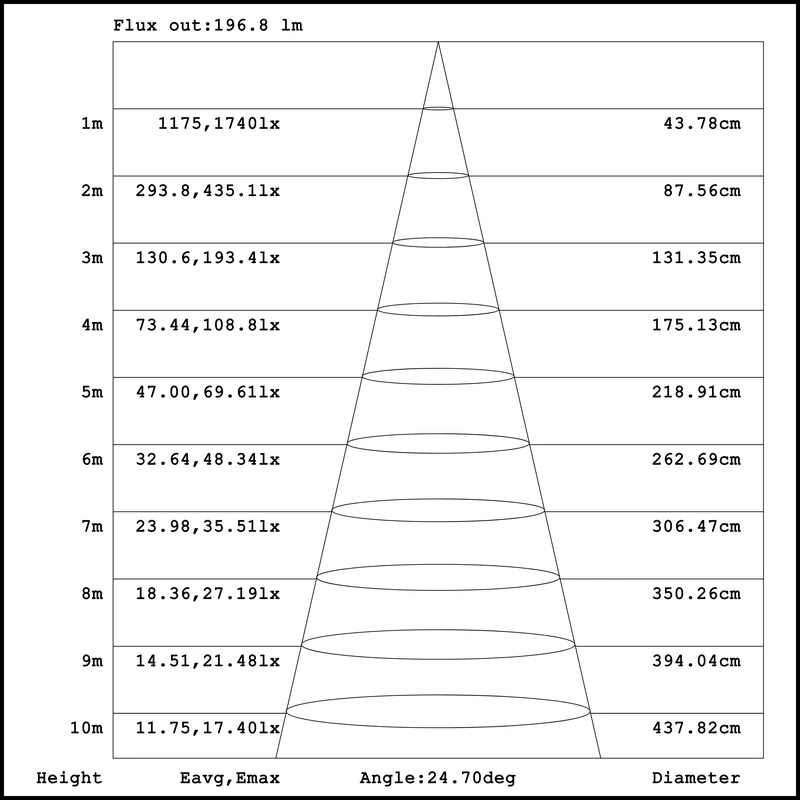 Flux out:196.8 lm
1m 1175,1740lx 43.78cm
2m 293.8,435.1lx 87.56cm
3m 130.6,193.4lx 131.35cm
4m 73.44,108.8lx 175.13cm
5m 47.00,69.61lx 218.91cm
6m 32.64,48.34lx 262.69cm
7m 23.98,35.51lx 306.47cm
8m 18.36,27.19lx 350.26cm
9m 14.51,21.48lx 394.04cm
10m 11.75,17.40lx 437.82cm
Height Eavg,Emax Angle:24.70deg Diameter